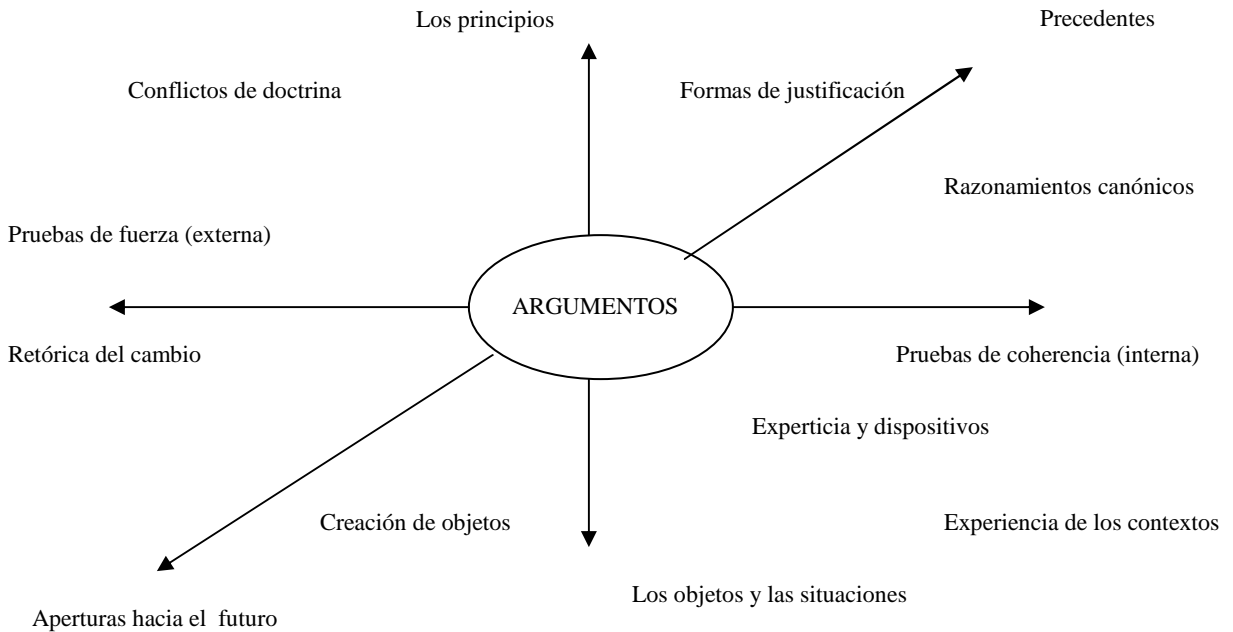 Los principios
Precedentes
Conflictos de doctrina
Formas de justificación
Razonamientos canónicos
Pruebas de fuerza (externa)
ARGUMENTOS
Retórica del cambio
Pruebas de coherencia (interna)
Experticia y dispositivos
Creación de objetos
Experiencia de los contextos
Los objetos y las situaciones
Aperturas hacia el futuro